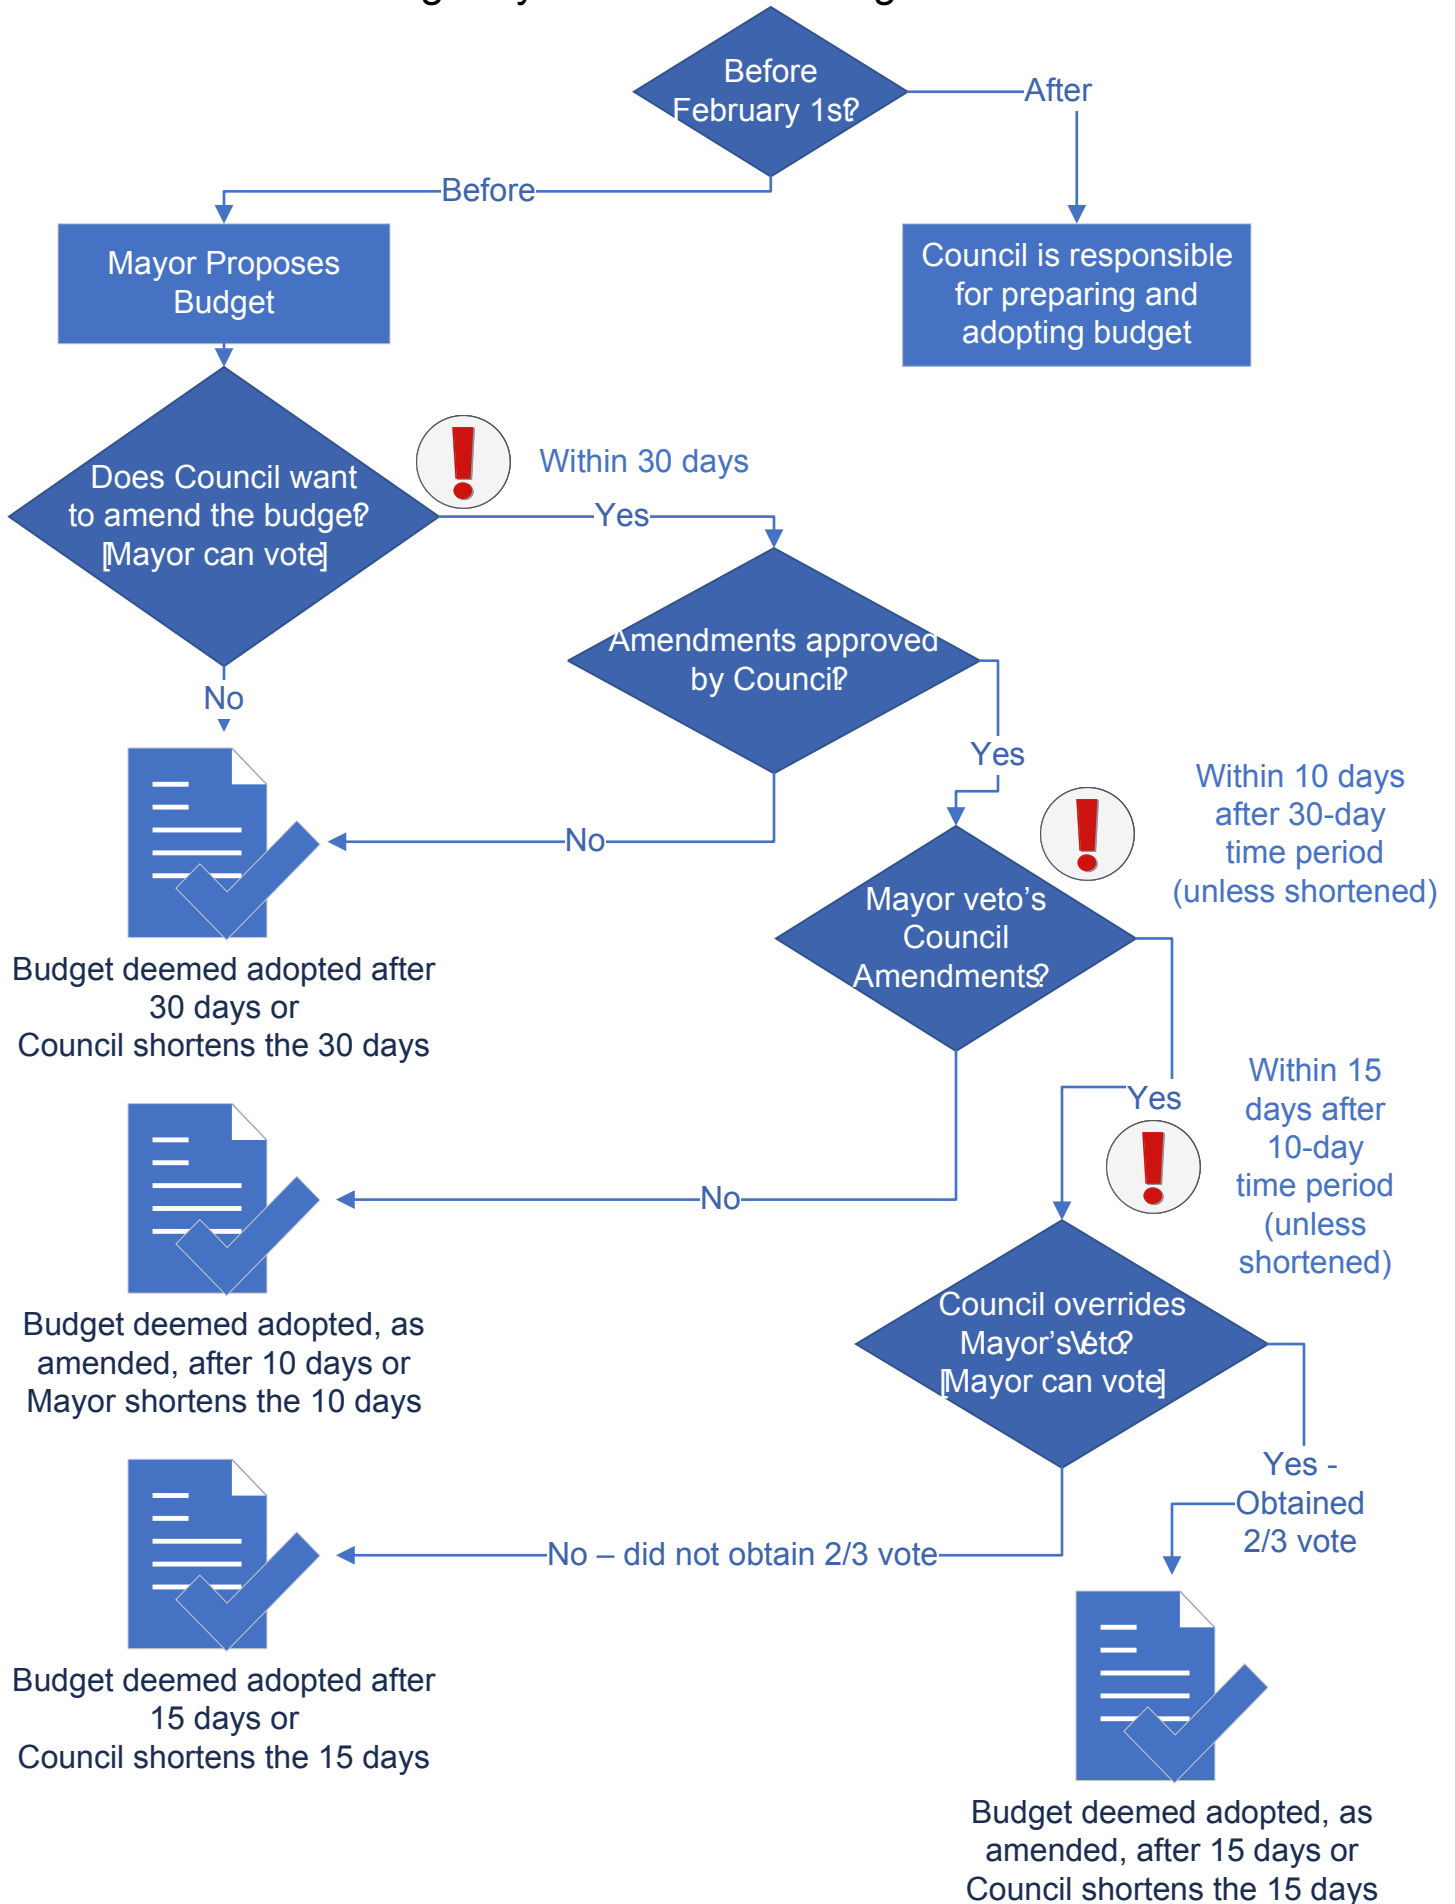 Before
February 1st?
After
Before
Mayor Proposes
Budget
Council is responsible
for preparing and
adopting budget
Does Council want
to amend the budget?
[Mayor can vote]
Within 30 days
Yes
Amendments approved
by Council?
No
Yes
No
Within 10 days
after 30-day
time period
(unless shortened)
Mayor veto's
Council
Amendments?
Budget deemed adopted after
30 days or
Council shortens the 30 days
Yes
Within 15
days after
10-day
time period
(unless
shortened)
No
Council overrides
Mayor's Veto?
[Mayor can vote]
Budget deemed adopted, as
amended, after 10 days or
Mayor shortens the 10 days
Yes -
Obtained
2/3 vote
No – did not obtain 2/3 vote
Budget deemed adopted after
15 days or
Council shortens the 15 days
Budget deemed adopted, as
amended, after 15 days or
Council shortens the 15 days